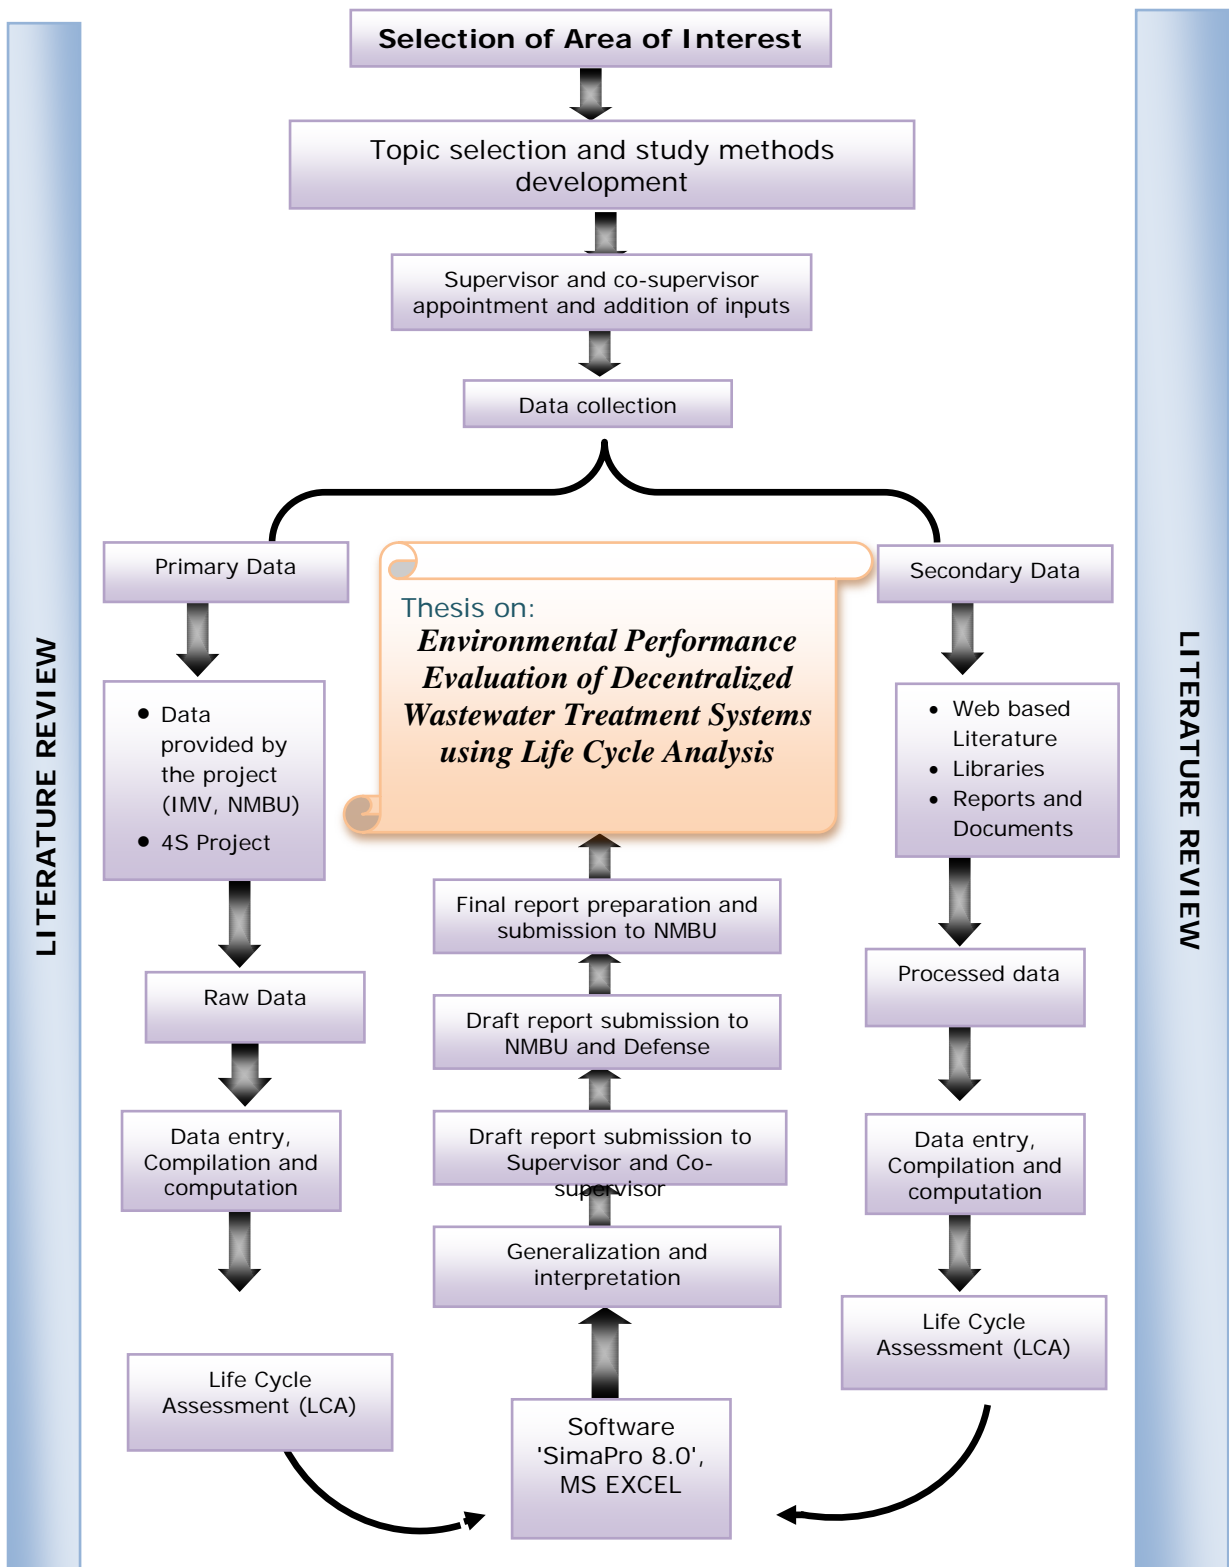 Selection of Area of Interest
Topic selection and study methods
development
Supervisor and co-supervisor
appointment and addition of inputs
Data collection
LITERATURE REVIEW
Primary Data
Data
provided by
the project
(IMV, NMBU)
4S Project
Raw Data
Data entry,
Compilation and
computation
Life Cycle
Assessment (LCA)
Thesis on:
Environmental Performance
Evaluation of Decentralized
Wastewater Treatment Systems
using Life Cycle Analysis
Final report preparation and
submission to NMBU
Draft report submission to
NMBU and Defense
Draft report submission to
Supervisor and Co-
supervisor
Generalization and
interpretation
Software
'SimaPro 8.0',
MS EXCEL
Secondary Data
Web based
Literature
Libraries
Reports and
Documents
Processed data
Data entry,
Compilation and
computation
Life Cycle
Assessment (LCA)
LITERATURE REVIEW